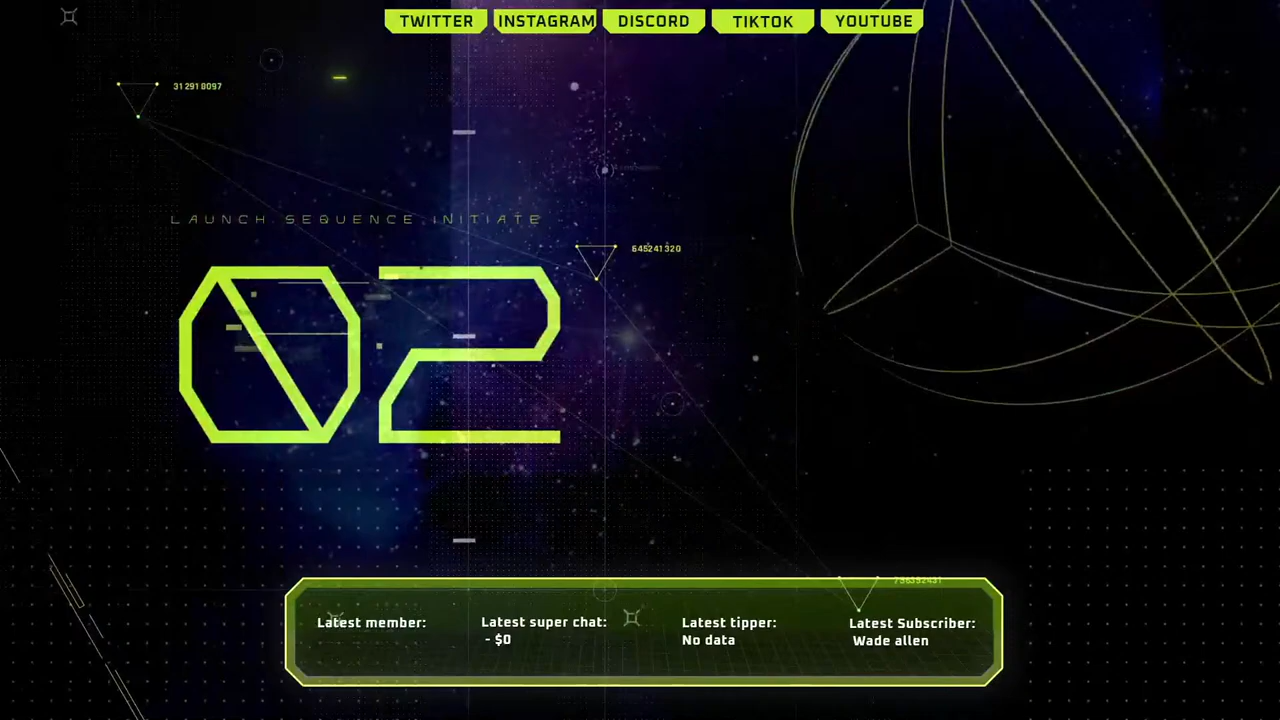 TWITTER INSTAGRAM DISCORD TIKTOK YOUTUBE
312918097
LAUNCH SEQUENCE INITIATE
645241320
02
Latest member:
Latest super chat:
- $0
Latest tipper:
No data
Latest Subscriber:
Wade allen